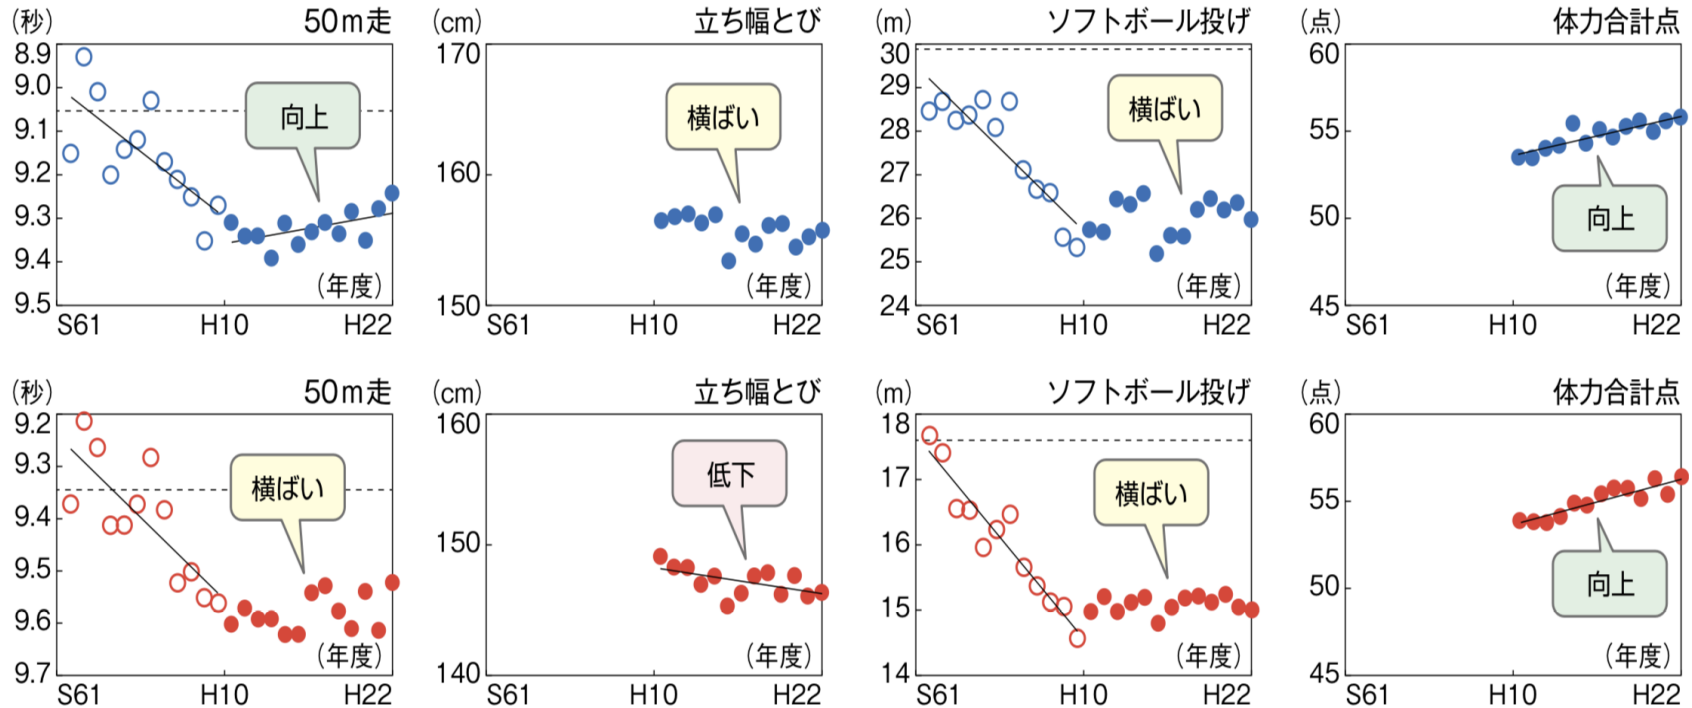 (秒) 50m走
8.9
9.0
9.1
9.2
9.3
9.4
9.5
向上
(年度)
S61 H10 H22
(cm) 立ち幅とび
170
160
150
横ばい
(年度)
S61 H10 H22
(m) ソフトボール投げ
30
29
28
27
26
25
24
横ばい
(年度)
S61 H10 H22
(点) 体力合計点
60
55
50
45
向上
(年度)
S61 H10 H22
(秒) 50m走
9.2
9.3
9.4
9.5
9.6
9.7
横ばい
(年度)
S61 H10 H22
(cm) 立ち幅とび
160
150
140
低下
(年度)
S61 H10 H22
(m) ソフトボール投げ
18
17
16
15
14
横ばい
(年度)
S61 H10 H22
(点) 体力合計点
60
55
50
45
向上
(年度)
S61 H10 H22